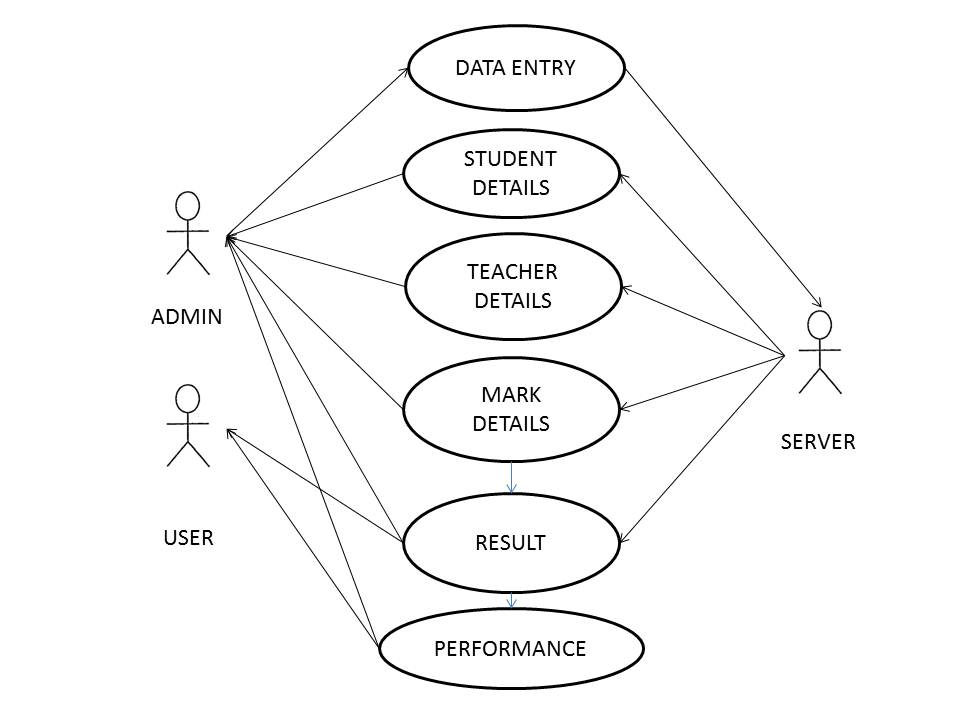 DATA ENTRY
STUDENT
DETAILS
TEACHER
DETAILS
ADMIN
MARK
DETAILS
SERVER
USER
RESULT
PERFORMANCE